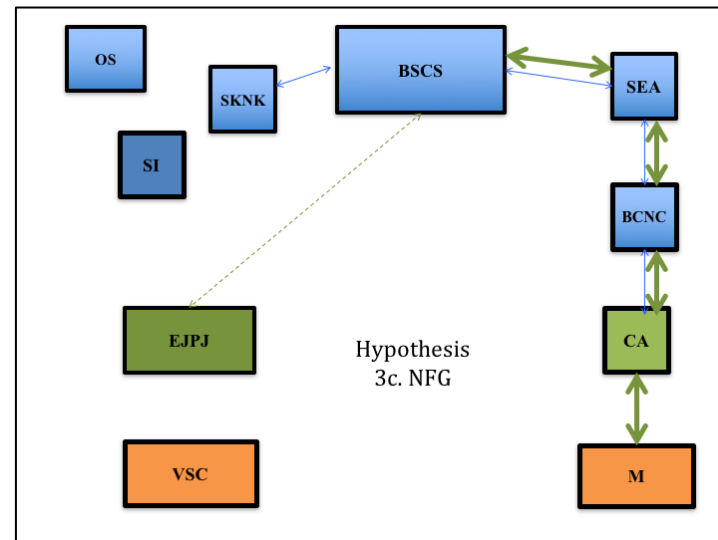 OS
BSCS
SKNK
SEA
SI
BCNC
EJPJ
Hypothesis
3c. NFG
CA
VSC
M